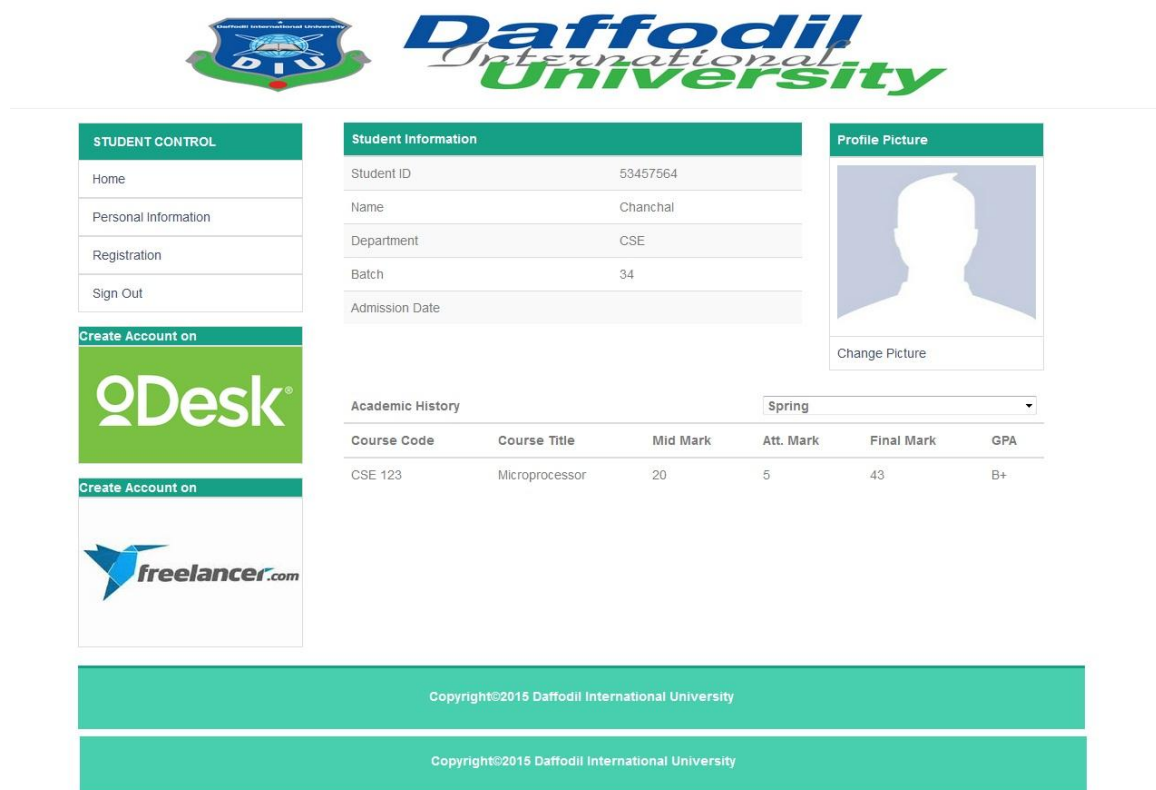 Daffodil International University
DIU
Daffodil
International
University
STUDENT CONTROL
Home
Personal Information
Registration
Sign Out
Create Account on
oDesk®
Create Account on
freelancer.com
Student Information
Student ID 53457564
Name Chanchal
Department CSE
Batch 34
Admission Date
Profile Picture
Change Picture
Academic History Spring
Course Code Course Title Mid Mark Att. Mark Final Mark GPA
CSE 123 Microprocessor 20 5 43 B+
Copyright©2015 Daffodil International University
Copyright©2015 Daffodil International University